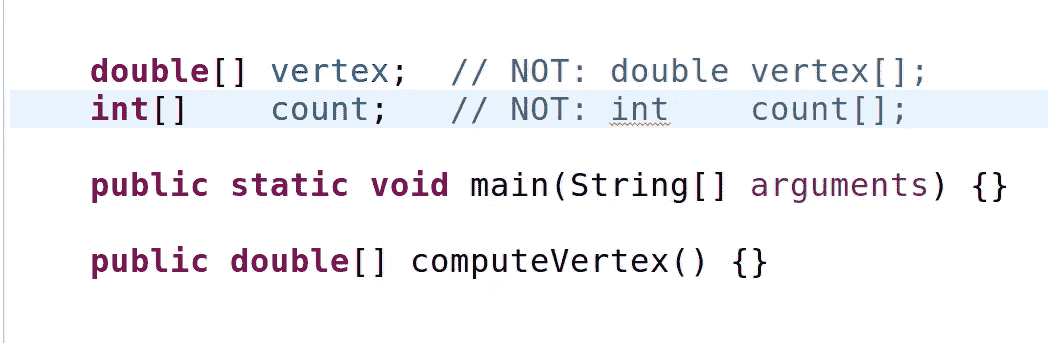 double[] vertex;  // NOT: double vertex[];
int[]    count;   // NOT: int    count[];
public static void main(String[] arguments) {}
public double[] computeVertex() {}